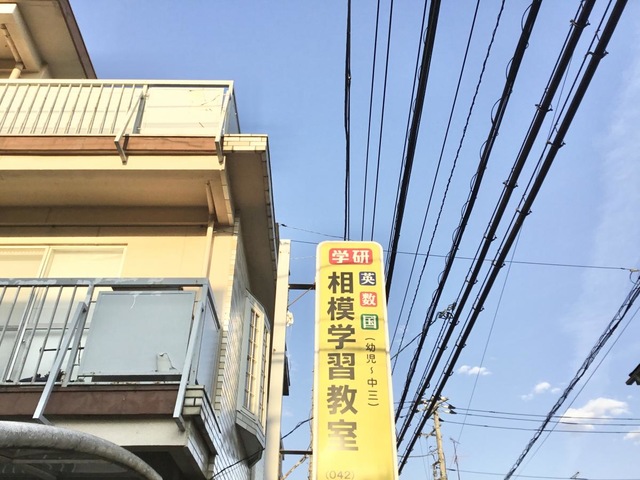 学研
英数国
相模学習教室
(幼児～中三)
(042)